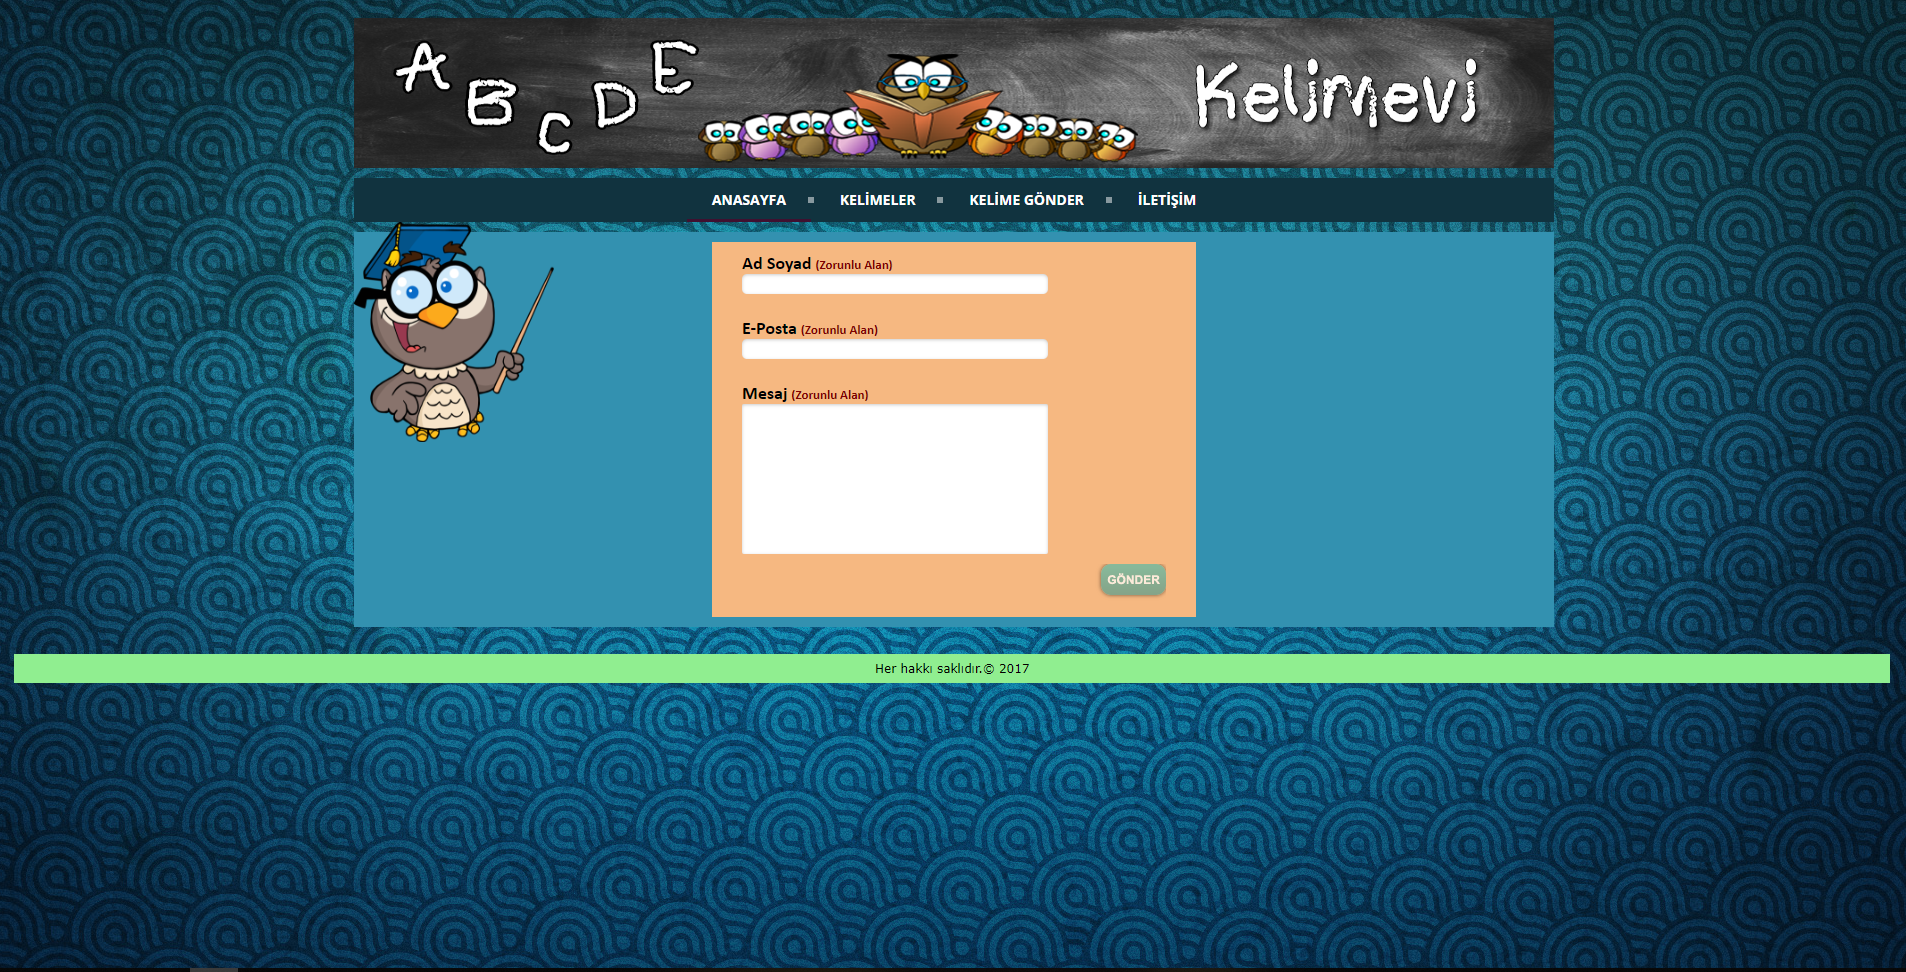 A B C D E
Kelimevi
ANASAYFA KELİMELER KELİME GÖNDER İLETİŞİM
Ad Soyad (Zorunlu Alan)
E-Posta (Zorunlu Alan)
Mesaj (Zorunlu Alan)
GÖNDER
Her hakkı saklıdır.© 2017